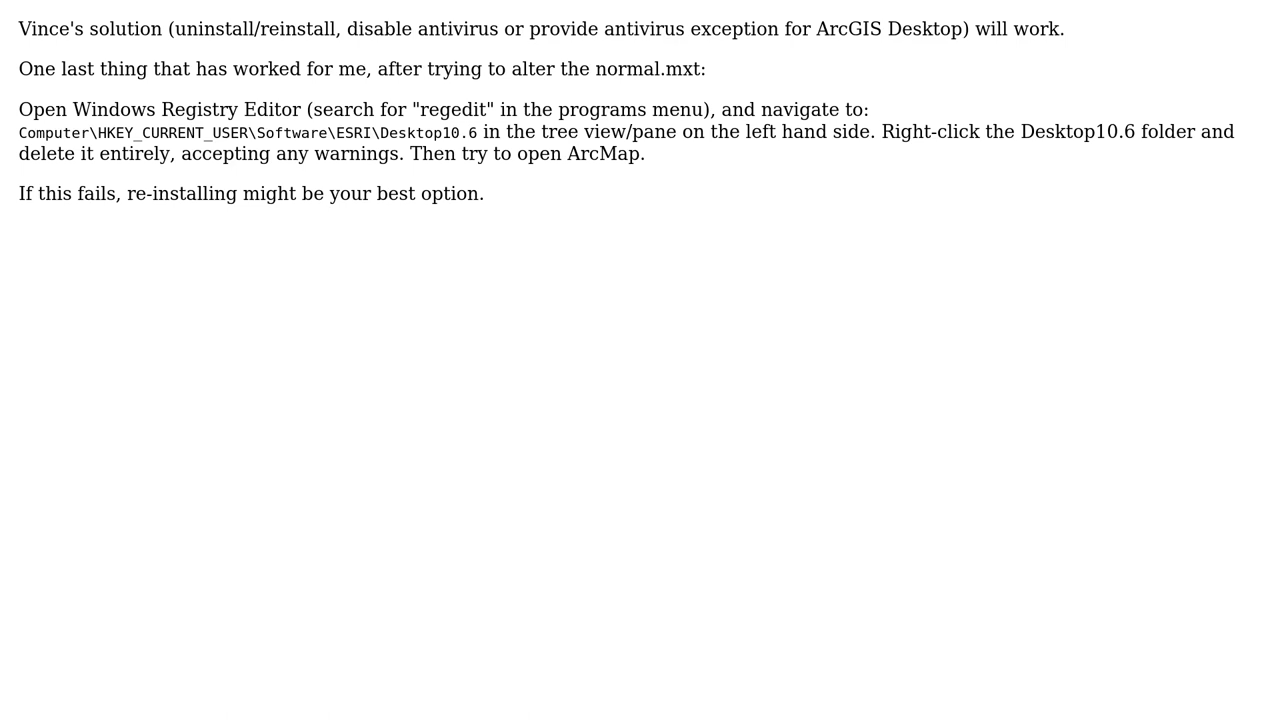 Vince's solution (uninstall/reinstall, disable antivirus or provide antivirus exception for ArcGIS Desktop) will work.
One last thing that has worked for me, after trying to alter the normal.mxt:
Open Windows Registry Editor (search for "regedit" in the programs menu), and navigate to:
Computer\HKEY_CURRENT_USER\Software\ESRI\Desktop10.6 in the tree view/pane on the left hand side. Right-click the Desktop10.6 folder and
delete it entirely, accepting any warnings. Then try to open ArcMap.
If this fails, re-installing might be your best option.